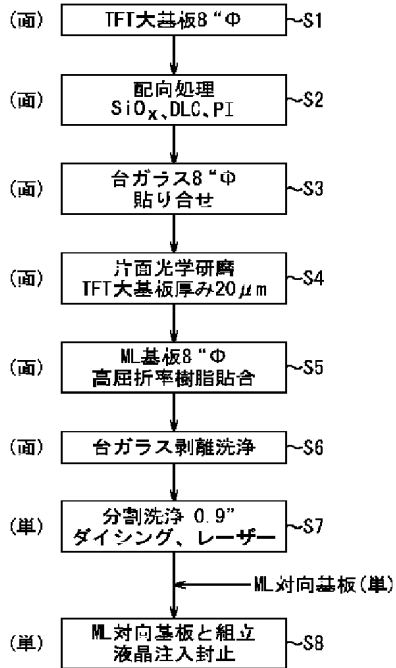 (面) TFT大基板8"Φ ~S1
(面) 配向処理 ~S2
SiOx、DLC、PI
(面) 台ガラス8"Φ ~S3
貼り合せ
(面) 片面光学研磨 ~S4
TFT大基板厚み20μm
(面) ML基板8"Φ ~S5
高屈折率樹脂貼合
(面) 台ガラス剥離洗浄 ~S6
(単) 分割洗浄 0.9" ~S7
ダイシング、レーザー
ML対向基板(単)
(単) ML対向基板と組立 ~S8
液晶注入封止